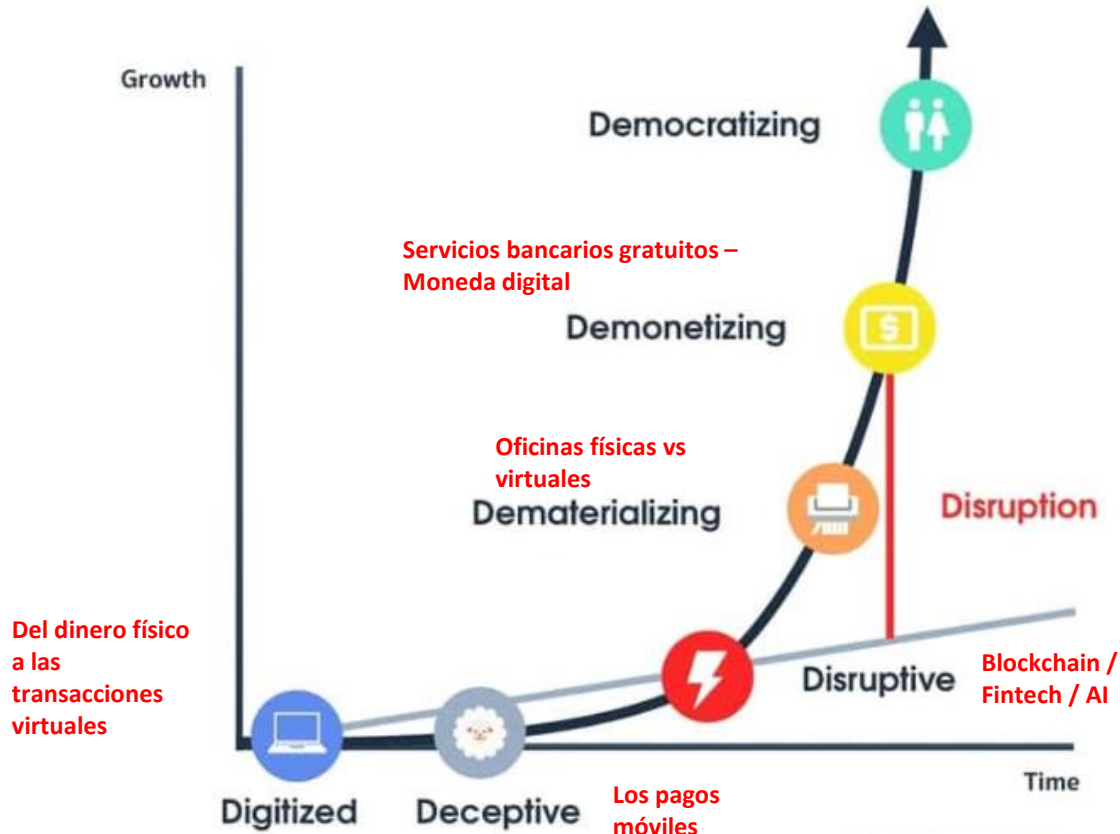 Growth
Democratizing
Servicios bancarios gratuitos –
Moneda digital
Demonetizing
$
Oficinas físicas vs
virtuales
Dematerializing
Disruption
Del dinero físico
a las
transacciones
virtuales
Disruptive
Blockchain /
Fintech / AI
Time
Digitized
Deceptive
Los pagos
móviles